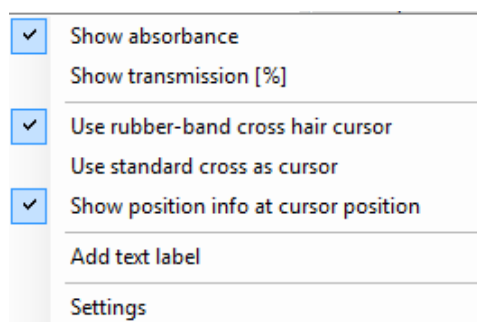 Show absorbance
Show transmission [%]
Use rubber-band cross hair cursor
Use standard cross as cursor
Show position info at cursor position
Add text label
Settings